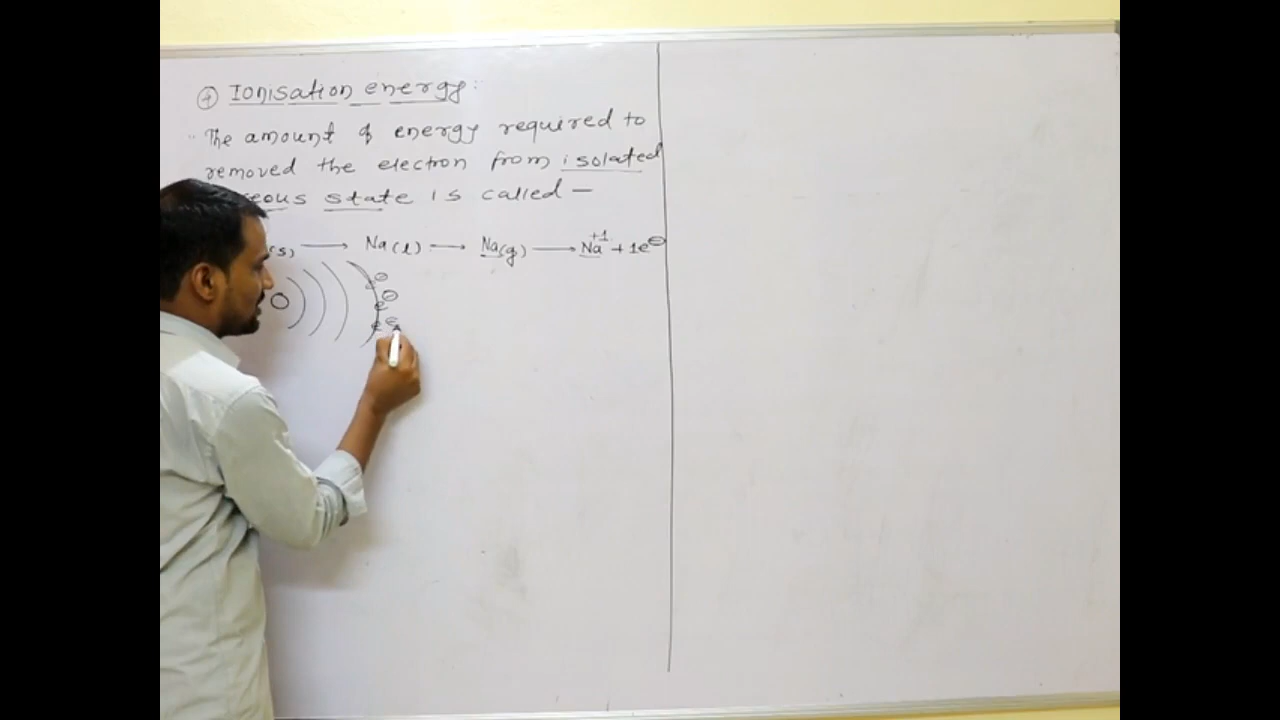 ④ Ionisation energy:
The amount of energy required to
removed the electron from isolated
eous state is called —
(s) → Na(l) → Na(g) → Na⁺¹ + 1e⊖
e⊖
e⊖
e